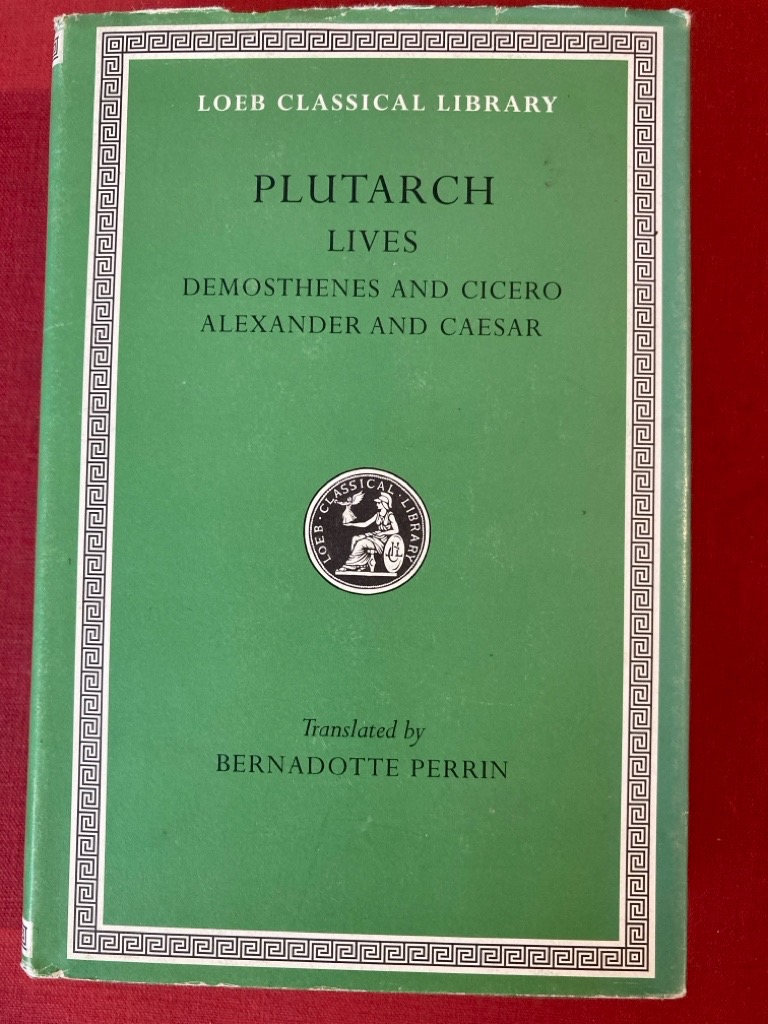 LOEB CLASSICAL LIBRARY
PLUTARCH
LIVES
DEMOSTHENES AND CICERO
ALEXANDER AND CAESAR
LOEB · CLASSICAL · LIBRARY
Translated by
BERNADOTTE PERRIN